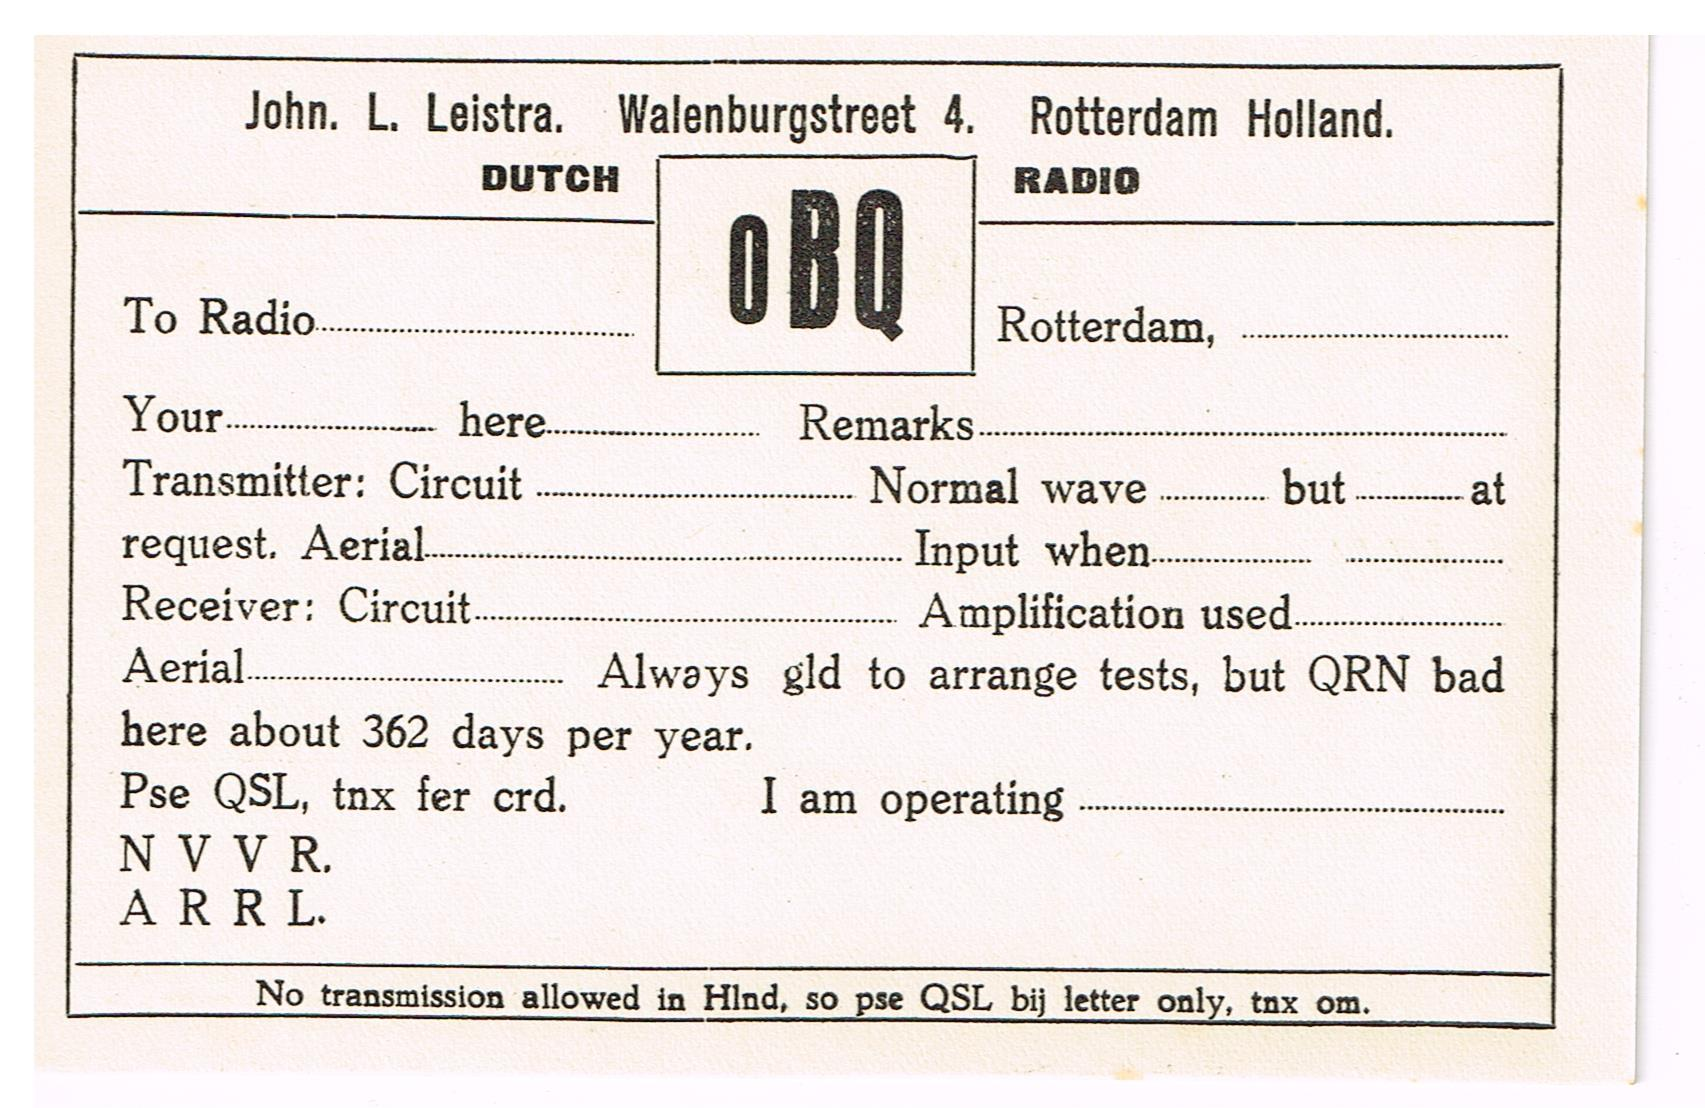 John. L. Leistra. Walenburgstreet 4. Rotterdam Holland.
DUTCH RADIO
oBQ
To Radio Rotterdam,
Your here Remarks
Transmitter: Circuit Normal wave but at
request. Aerial Input when
Receiver: Circuit Amplification used
Aerial Always gld to arrange tests, but QRN bad
here about 362 days per year.
Pse QSL, tnx fer crd. I am operating
N V V R.
A R R L.
No transmission allowed in Hlnd, so pse QSL bij letter only, tnx om.